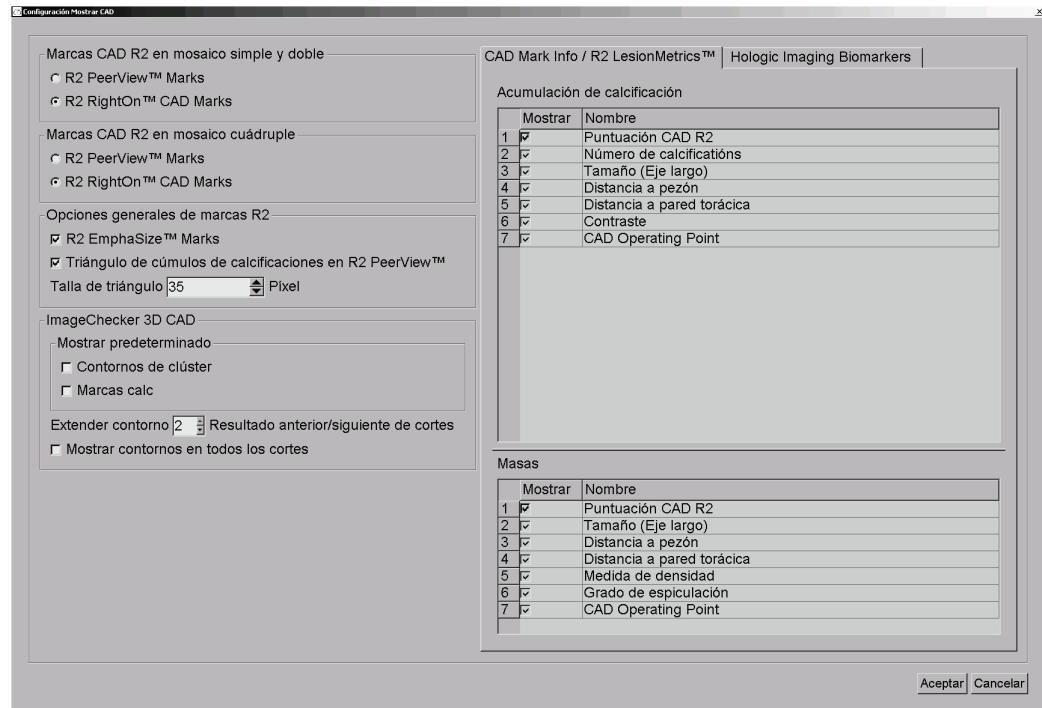 Configuración Mostrar CAD
Marcas CAD R2 en mosaico simple y doble
R2 PeerView™ Marks
R2 RightOn™ CAD Marks
Marcas CAD R2 en mosaico cuádruple
R2 PeerView™ Marks
R2 RightOn™ CAD Marks
Opciones generales de marcas R2
R2 EmphaSize™ Marks
Triángulo de cúmulos de calcificaciones en R2 PeerView™
Talla de triángulo 35 Píxel
ImageChecker 3D CAD
Mostrar predeterminado
Contornos de clúster
Marcas calc
Extender contorno 2 Resultado anterior/siguiente de cortes
Mostrar contornos en todos los cortes
CAD Mark Info / R2 LesionMetrics™ Hologic Imaging Biomarkers
Acumulación de calcificación
Mostrar Nombre
1 Puntuación CAD R2
2 Número de calcificatións
3 Tamaño (Eje largo)
4 Distancia a pezón
5 Distancia a pared torácica
6 Contraste
7 CAD Operating Point
Masas
Mostrar Nombre
1 Puntuación CAD R2
2 Tamaño (Eje largo)
3 Distancia a pezón
4 Distancia a pared torácica
5 Medida de densidad
6 Grado de espiculación
7 CAD Operating Point
Aceptar Cancelar